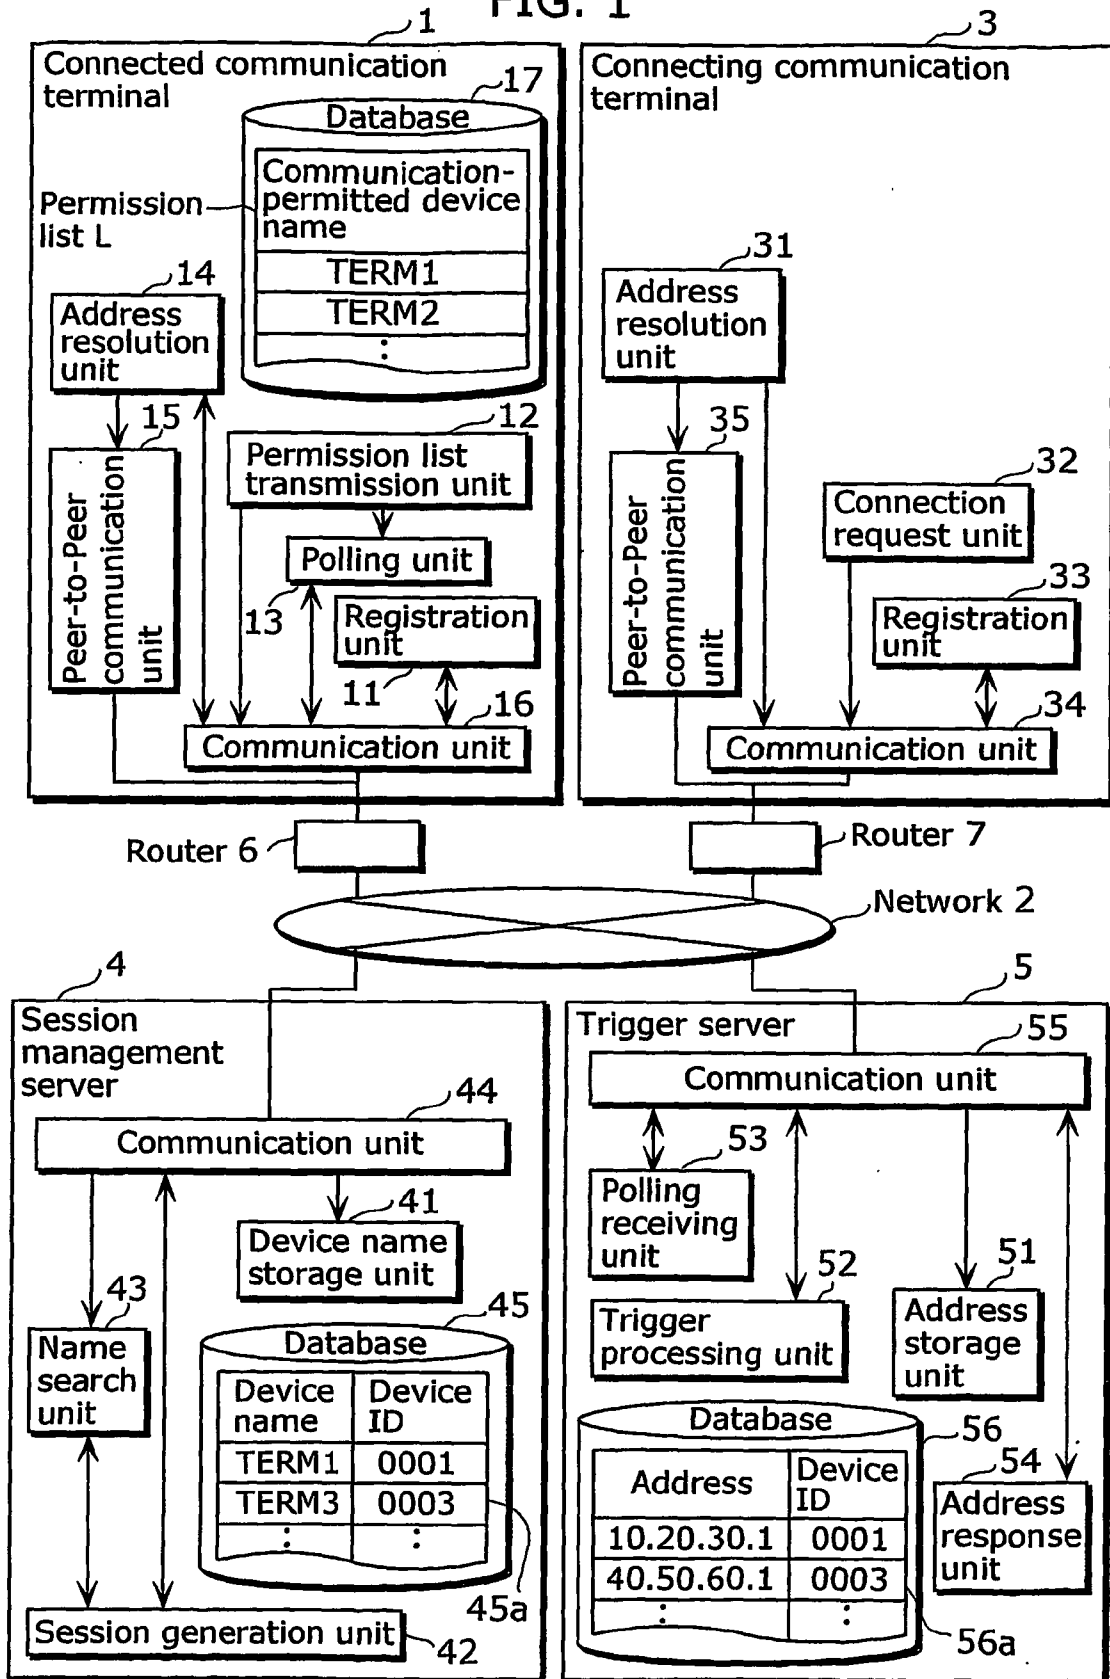 FIG. 1
1
Connected communication
terminal
17
Database
Communication-
permitted device
name
TERM1
TERM2
:
Permission
list L
14
Address
resolution
unit
15
Peer-to-Peer
communication
unit
12
Permission list
transmission unit
Polling unit
13
Registration
unit
11
16
Communication unit
3
Connecting communication
terminal
31
Address
resolution
unit
35
Peer-to-Peer
communication
unit
32
Connection
request unit
33
Registration
unit
34
Communication unit
Router 6
Router 7
Network 2
4
Session
management
server
44
Communication unit
41
Device name
storage unit
43
Name
search
unit
45
Database
Device name Device ID
TERM1 0001
TERM3 0003
: :
45a
Session generation unit
42
5
Trigger server
55
Communication unit
53
Polling
receiving
unit
52
Trigger
processing unit
51
Address
storage
unit
56
Database
Address Device ID
10.20.30.1 0001
40.50.60.1 0003
: :
56a
54
Address
response
unit